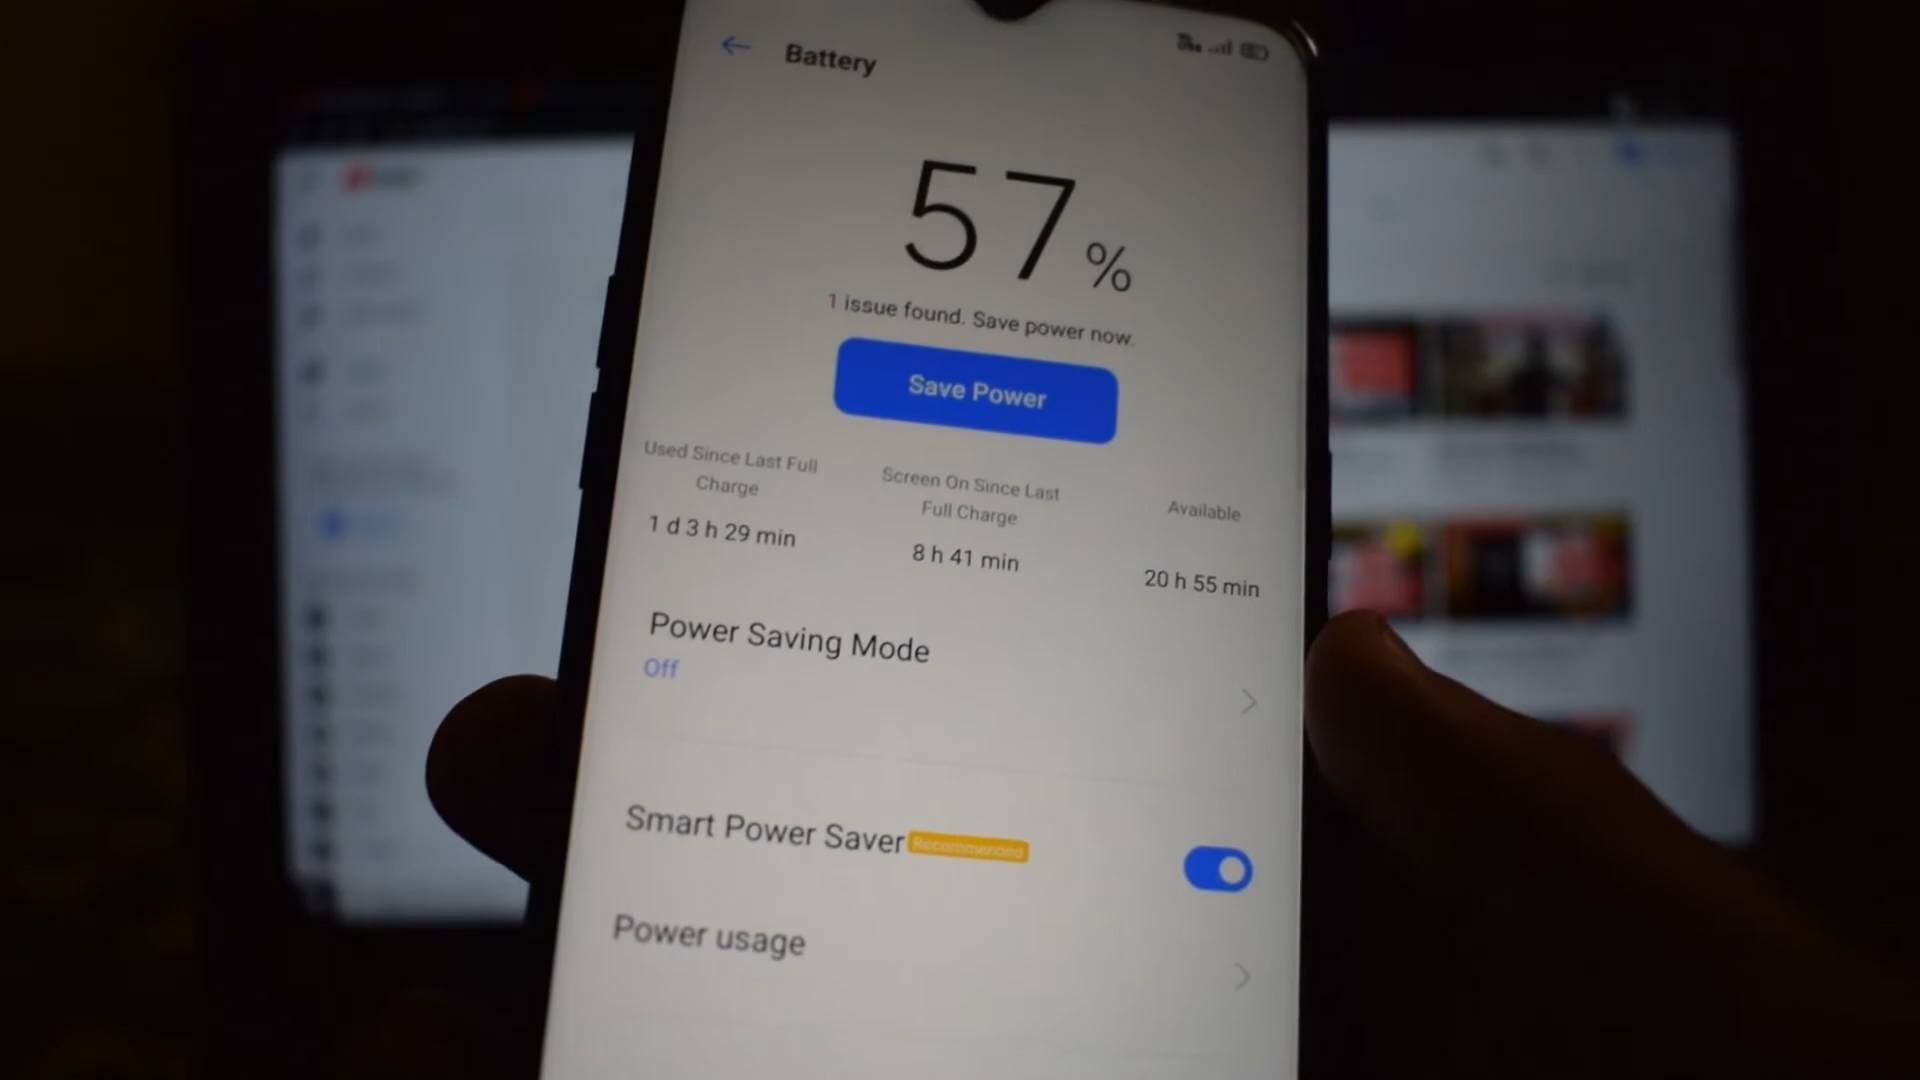 Battery
57%
1 issue found. Save power now.
Save Power
Used Since Last Full
Charge
1 d 3 h 29 min
Screen On Since Last
Full Charge
8 h 41 min
Available
20 h 55 min
Power Saving Mode
Off
Smart Power Saver Recommended
Power usage